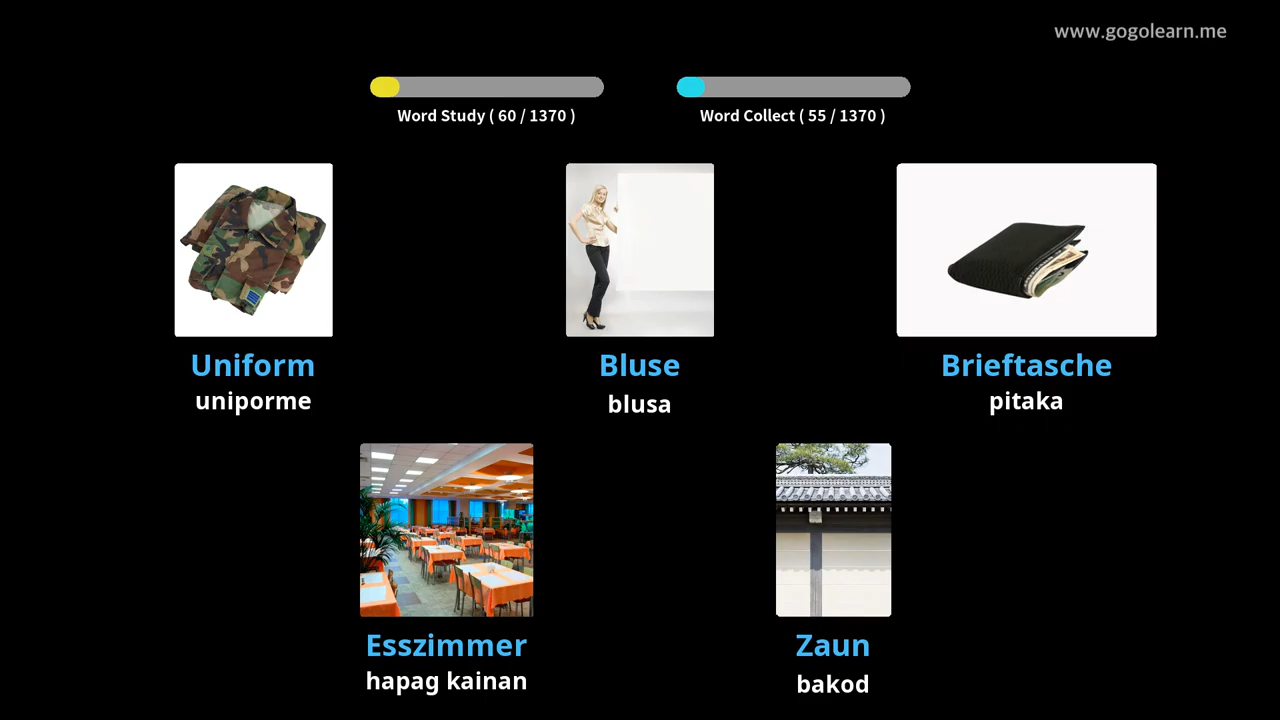 www.gogolearn.me
Word Study ( 60 / 1370 )
Word Collect ( 55 / 1370 )
Uniform
uniporme
Bluse
blusa
Brieftasche
pitaka
Esszimmer
hapag kainan
Zaun
bakod